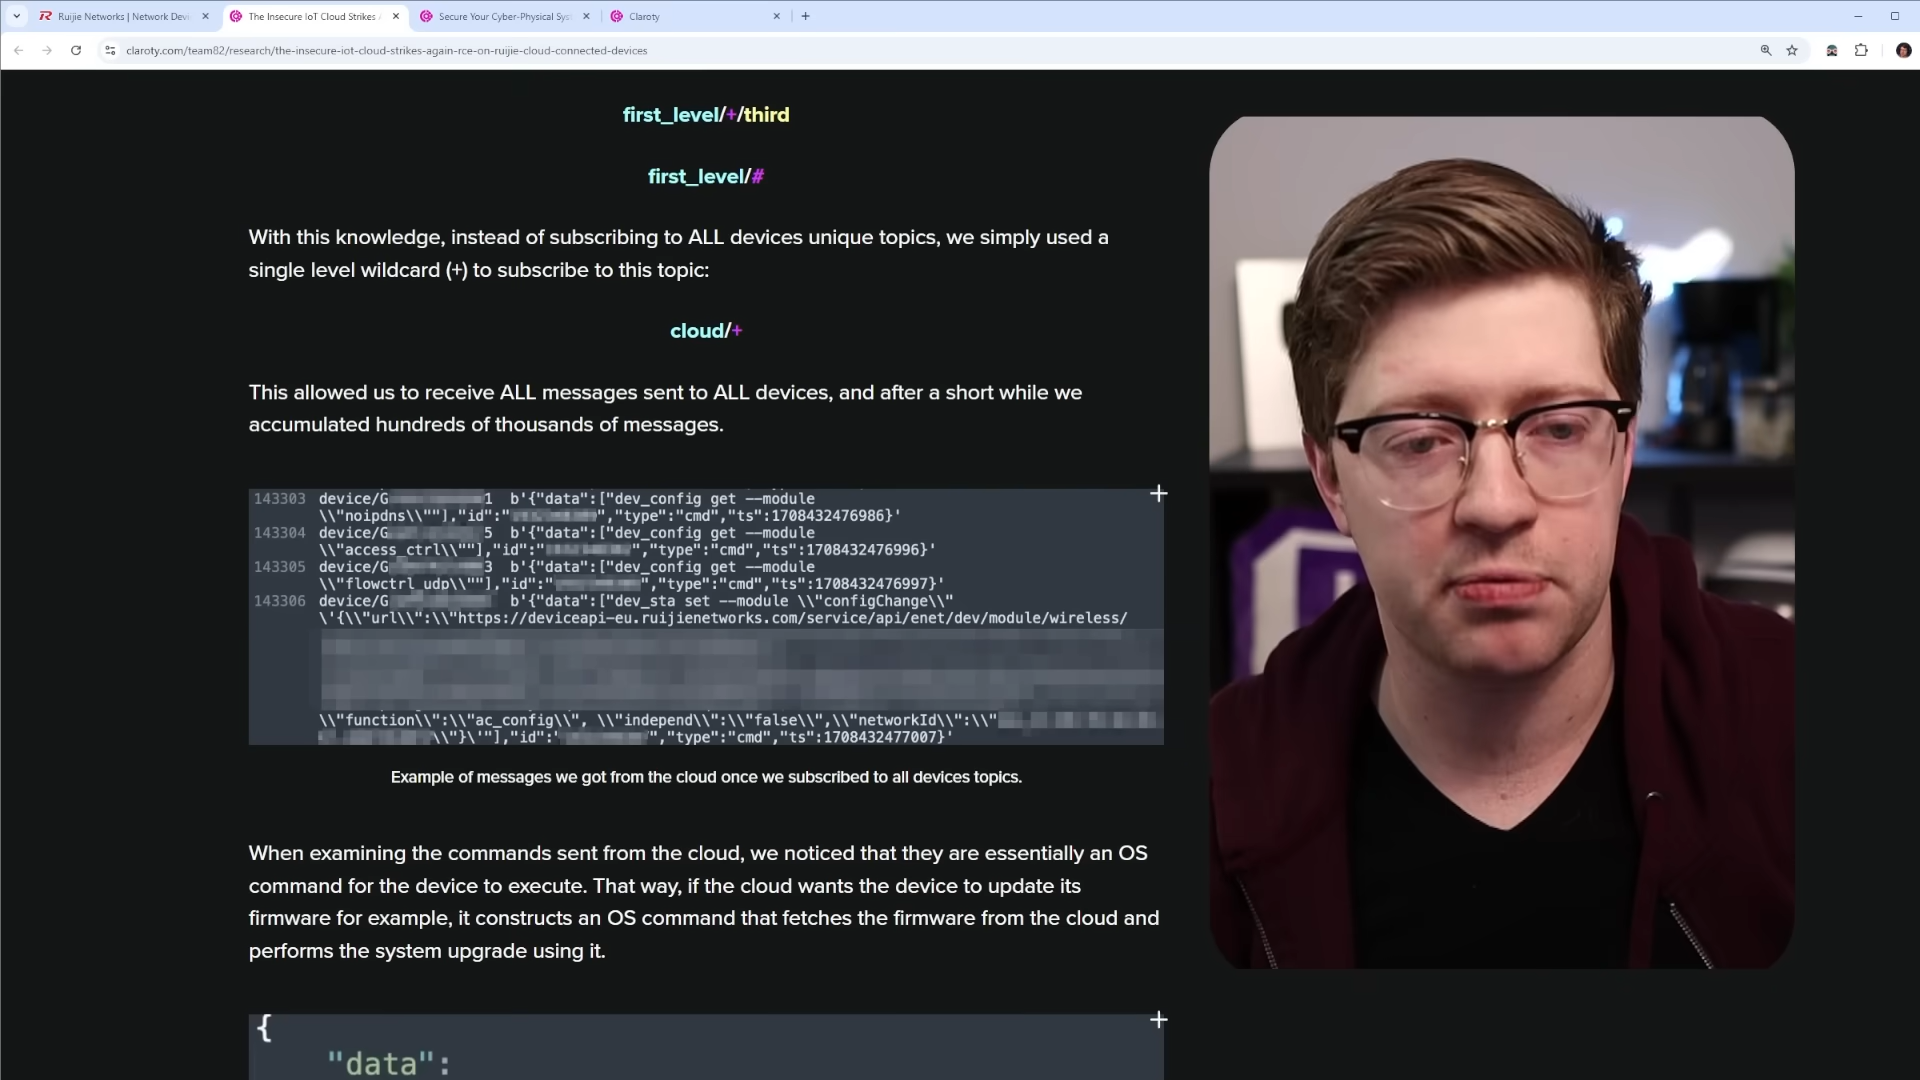 Ruijie Networks | Network Dev
The Insecure IoT Cloud Strikes A
Secure Your Cyber-Physical Sys
Claroty
claroty.com/team82/research/the-insecure-iot-cloud-strikes-again-rce-on-ruijie-cloud-connected-devices
first_level/+/third
first_level/#
With this knowledge, instead of subscribing to ALL devices unique topics, we simply used a
single level wildcard (+) to subscribe to this topic:
cloud/+
This allowed us to receive ALL messages sent to ALL devices, and after a short while we
accumulated hundreds of thousands of messages.
143303 device/G 1 b'{"data":["dev_config get --module
\\"noipdns\\""],"id":" ","type":"cmd","ts":1708432476986}'
143304 device/G 5 b'{"data":["dev_config get --module
\\"access_ctrl\\""],"id":" ","type":"cmd","ts":1708432476996}'
143305 device/G 3 b'{"data":["dev_config get --module
\\"flowctrl_udp\\""],"id":" ","type":"cmd","ts":1708432476997}'
143306 device/G b'{"data":["dev_sta set --module \\"configChange\\"
\'{\\"url\\":\\"https://deviceapi-eu.ruijienetworks.com/service/api/enet/dev/module/wireless/
\\"function\\":\\"ac_config\\", \\"independ\\":\\"false\\",\\"networkId\\":\\"
\\"}\'"],"id":" ","type":"cmd","ts":1708432477007}'
Example of messages we got from the cloud once we subscribed to all devices topics.
When examining the commands sent from the cloud, we noticed that they are essentially an OS
command for the device to execute. That way, if the cloud wants the device to update its
firmware for example, it constructs an OS command that fetches the firmware from the cloud and
performs the system upgrade using it.
{
"data":